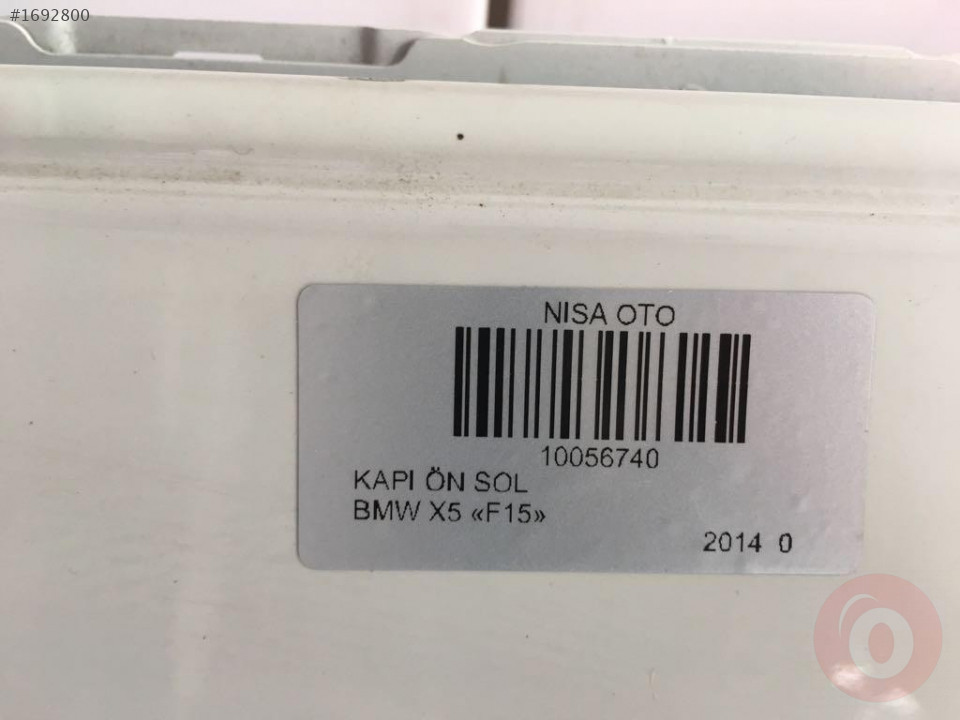 #1692800
NISA OTO
10056740
KAPI ÖN SOL
BMW X5 «F15»
2014 0